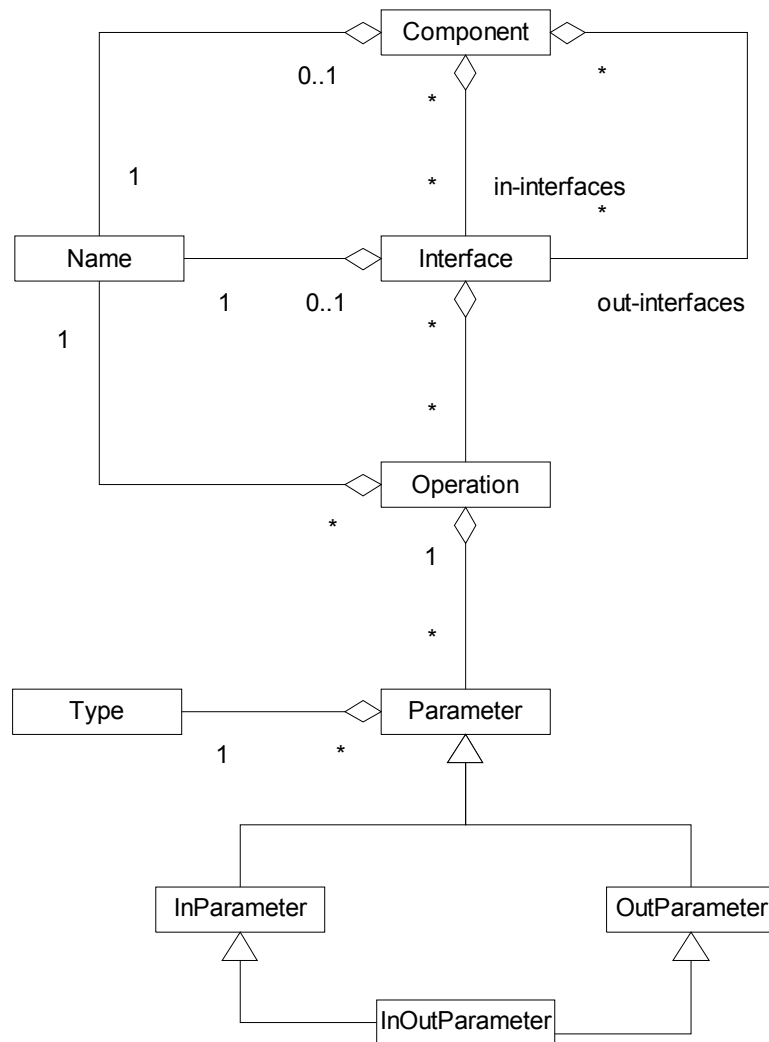 Component
0..1
*
*
1
*
in-interfaces
*
Name
Interface
1
0..1
out-interfaces
1
*
*
Operation
*
1
*
Type
Parameter
1
*
InParameter
OutParameter
InOutParameter